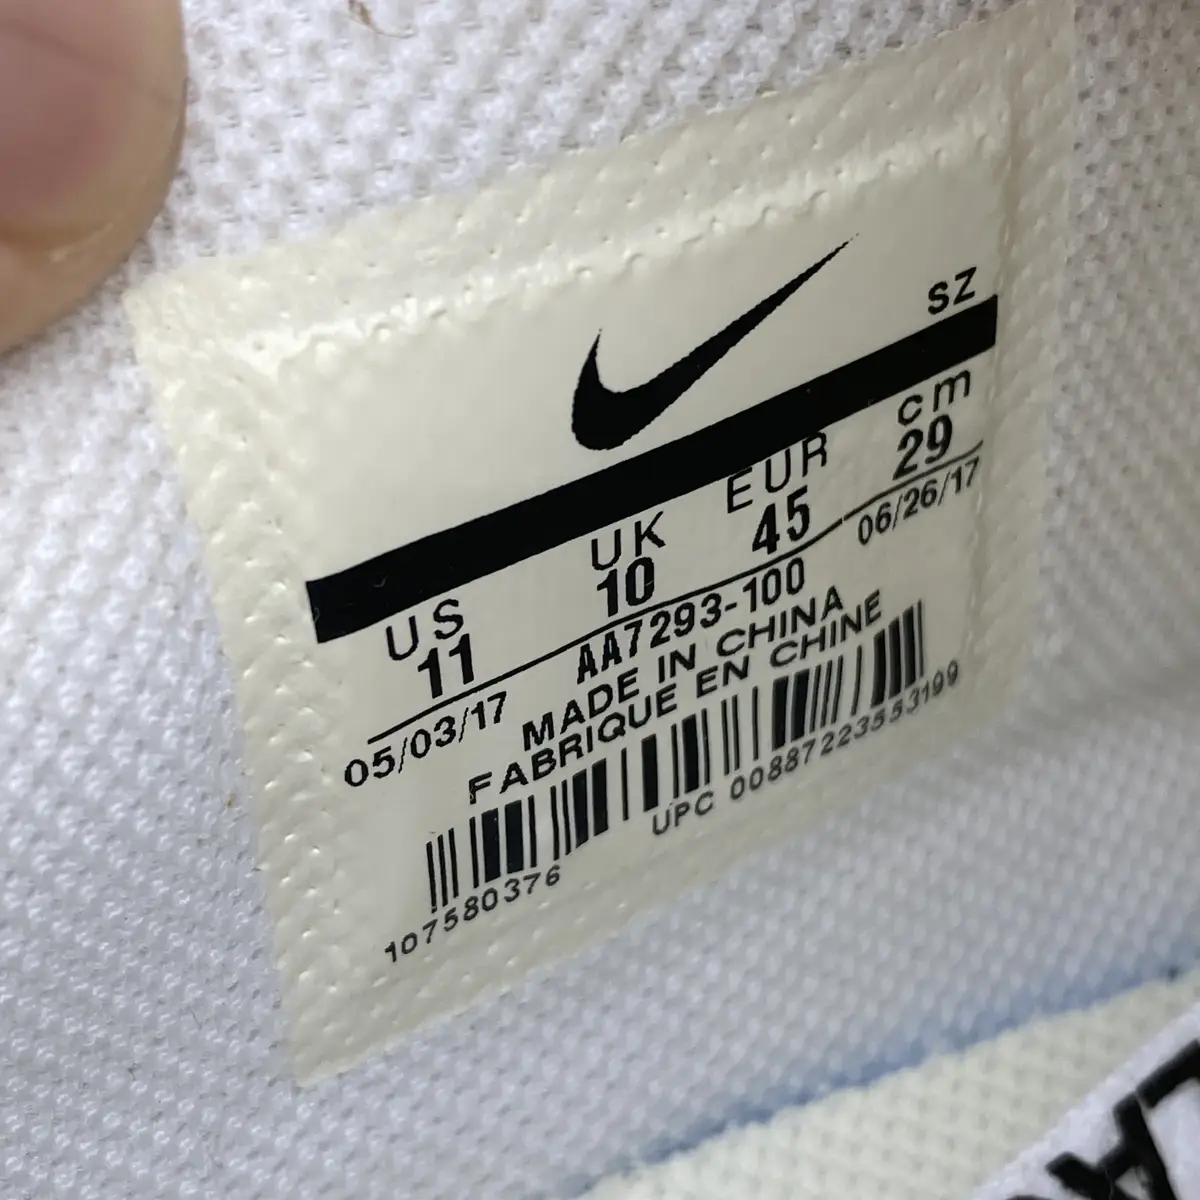 SZ
US UK EUR cm
11 10 45 29
05/03/17 AA7293-100 06/26/17
MADE IN CHINA
FABRIQUE EN CHINE
107580376 UPC 00887223553199